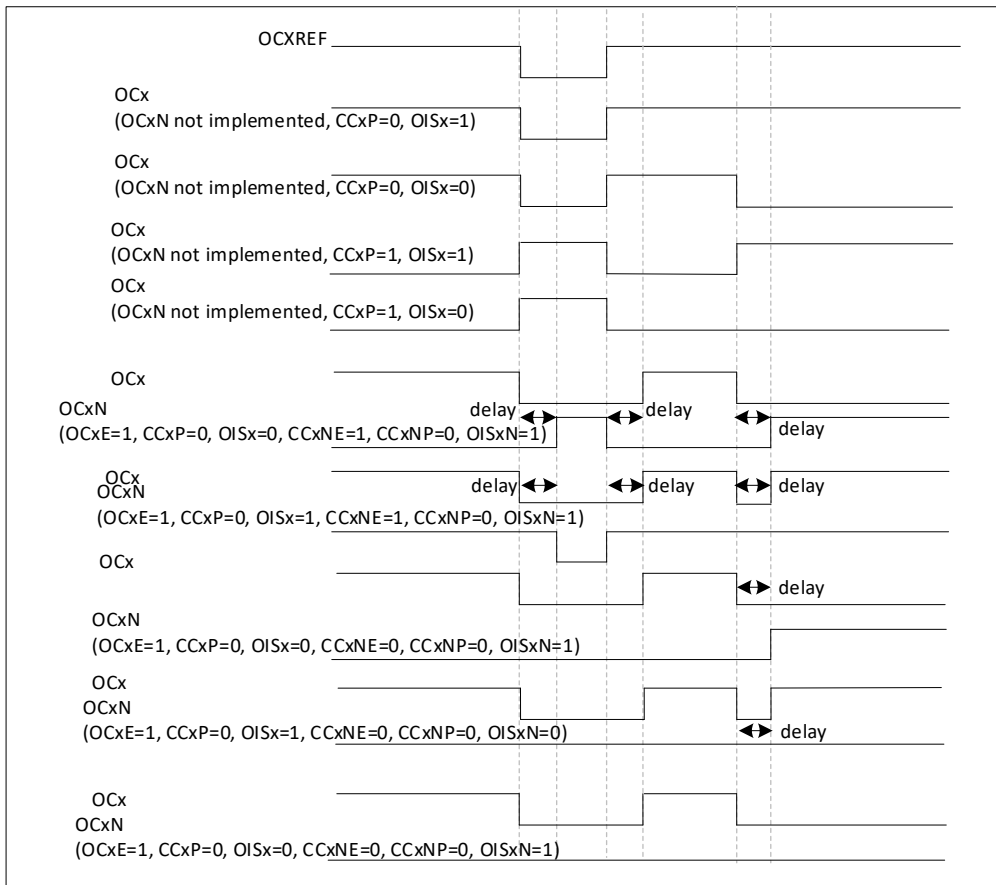 OCXREF
OCx
(OCxN not implemented, CCxP=0, OISx=1)
OCx
(OCxN not implemented, CCxP=0, OISx=0)
OCx
(OCxN not implemented, CCxP=1, OISx=1)
OCx
(OCxN not implemented, CCxP=1, OISx=0)
OCx
OCxN
delay
delay
delay
(OCxE=1, CCxP=0, OISx=0, CCxNE=1, CCxNP=0, OISxN=1)
OCx
delay
delay
delay
OCxN
(OCxE=1, CCxP=0, OISx=1, CCxNE=1, CCxNP=0, OISxN=1)
OCx
delay
OCxN
(OCxE=1, CCxP=0, OISx=0, CCxNE=0, CCxNP=0, OISxN=1)
OCx
OCxN
(OCxE=1, CCxP=0, OISx=1, CCxNE=0, CCxNP=0, OISxN=0)
delay
OCx
OCxN
(OCxE=1, CCxP=0, OISx=0, CCxNE=0, CCxNP=0, OISxN=1)